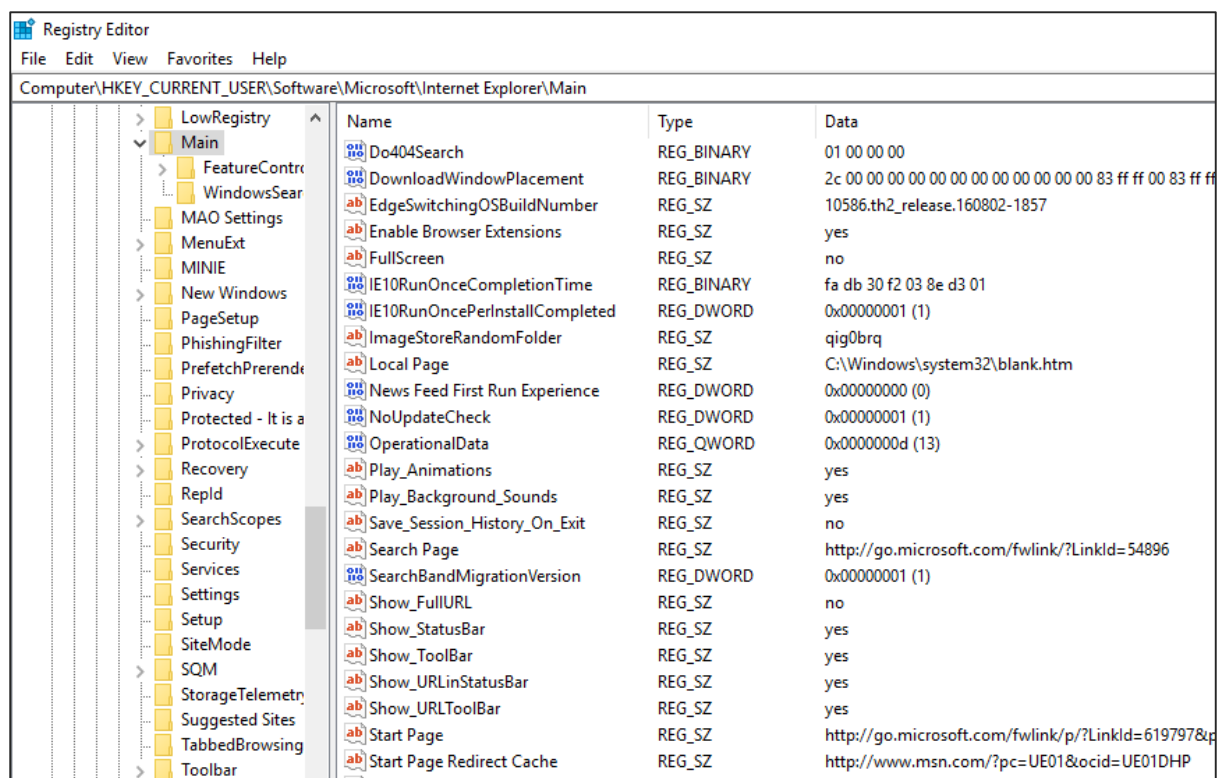 Registry Editor
File Edit View Favorites Help
Computer\HKEY_CURRENT_USER\Software\Microsoft\Internet Explorer\Main
LowRegistry
Main
FeatureContro
WindowsSear
MAO Settings
MenuExt
MINIE
New Windows
PageSetup
PhishingFilter
PrefetchPrerende
Privacy
Protected - It is a
ProtocolExecute
Recovery
RepId
SearchScopes
Security
Services
Settings
Setup
SiteMode
SQM
StorageTelemetry
Suggested Sites
TabbedBrowsing
Toolbar
Name Type Data
Do404Search REG_BINARY 01 00 00 00
DownloadWindowPlacement REG_BINARY 2c 00 00 00 00 00 00 00 00 00 00 00 00 83 ff ff 00 83 ff ff
EdgeSwitchingOSBuildNumber REG_SZ 10586.th2_release.160802-1857
Enable Browser Extensions REG_SZ yes
FullScreen REG_SZ no
IE10RunOnceCompletionTime REG_BINARY fa db 30 f2 03 8e d3 01
IE10RunOncePerInstallCompleted REG_DWORD 0x00000001 (1)
ImageStoreRandomFolder REG_SZ qig0brq
Local Page REG_SZ C:\Windows\system32\blank.htm
News Feed First Run Experience REG_DWORD 0x00000000 (0)
NoUpdateCheck REG_DWORD 0x00000001 (1)
OperationalData REG_QWORD 0x0000000d (13)
Play_Animations REG_SZ yes
Play_Background_Sounds REG_SZ yes
Save_Session_History_On_Exit REG_SZ no
Search Page REG_SZ http://go.microsoft.com/fwlink/?LinkId=54896
SearchBandMigrationVersion REG_DWORD 0x00000001 (1)
Show_FullURL REG_SZ no
Show_StatusBar REG_SZ yes
Show_ToolBar REG_SZ yes
Show_URLinStatusBar REG_SZ yes
Show_URLToolBar REG_SZ yes
Start Page REG_SZ http://go.microsoft.com/fwlink/p/?LinkId=619797&p
Start Page Redirect Cache REG_SZ http://www.msn.com/?pc=UE01&ocid=UE01DHP